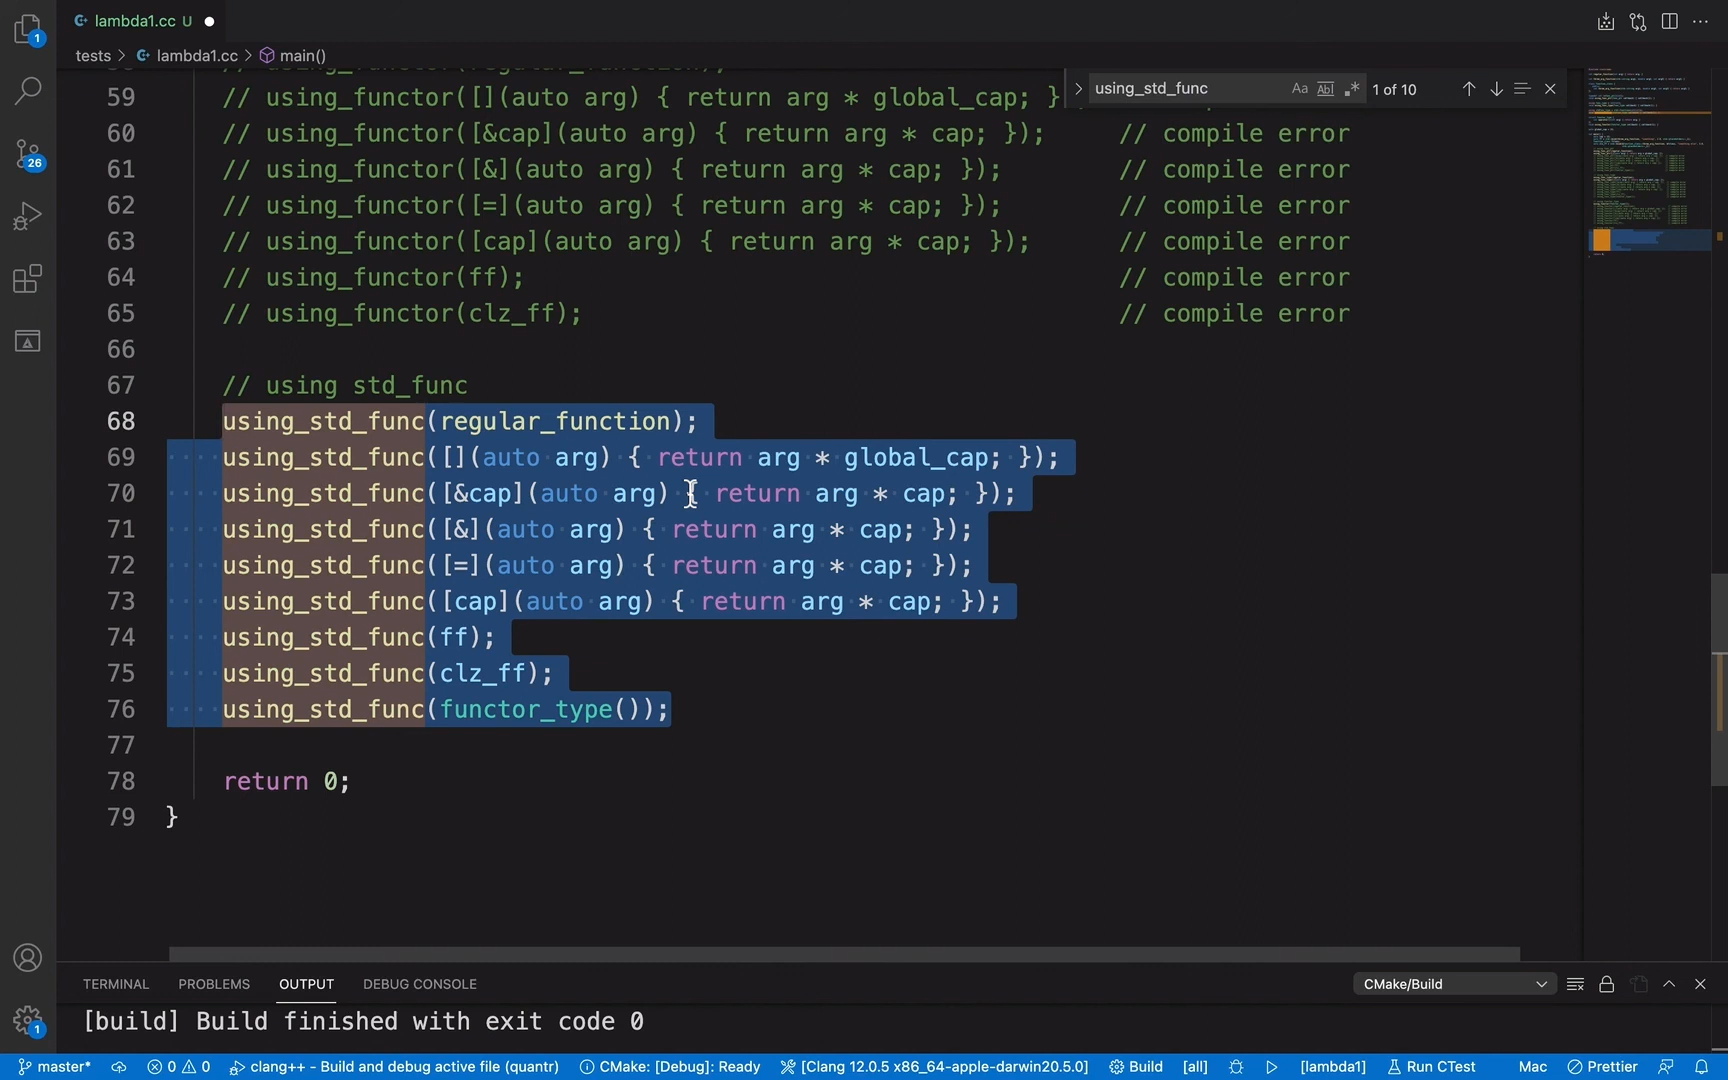 lambda1.cc U
tests > lambda1.cc > main()
using_std_func Aa Abl .* 1 of 10
59 // using_functor([](auto arg) { return arg * global_cap; }
60 // using_functor([&cap](auto arg) { return arg * cap; }); // compile error
61 // using_functor([&](auto arg) { return arg * cap; }); // compile error
62 // using_functor([=](auto arg) { return arg * cap; }); // compile error
63 // using_functor([cap](auto arg) { return arg * cap; }); // compile error
64 // using_functor(ff); // compile error
65 // using_functor(clz_ff); // compile error
66
67 // using std_func
68 using_std_func(regular_function);
69 using_std_func([](auto arg) { return arg * global_cap; });
70 using_std_func([&cap](auto arg) { return arg * cap; });
71 using_std_func([&](auto arg) { return arg * cap; });
72 using_std_func([=](auto arg) { return arg * cap; });
73 using_std_func([cap](auto arg) { return arg * cap; });
74 using_std_func(ff);
75 using_std_func(clz_ff);
76 using_std_func(functor_type());
77
78 return 0;
79 }
1
26
1
TERMINAL PROBLEMS OUTPUT DEBUG CONSOLE CMake/Build
[build] Build finished with exit code 0
master* 0 0 clang++ - Build and debug active file (quantr) CMake: [Debug]: Ready [Clang 12.0.5 x86_64-apple-darwin20.5.0] Build [all] [lambda1] Run CTest Mac Prettier